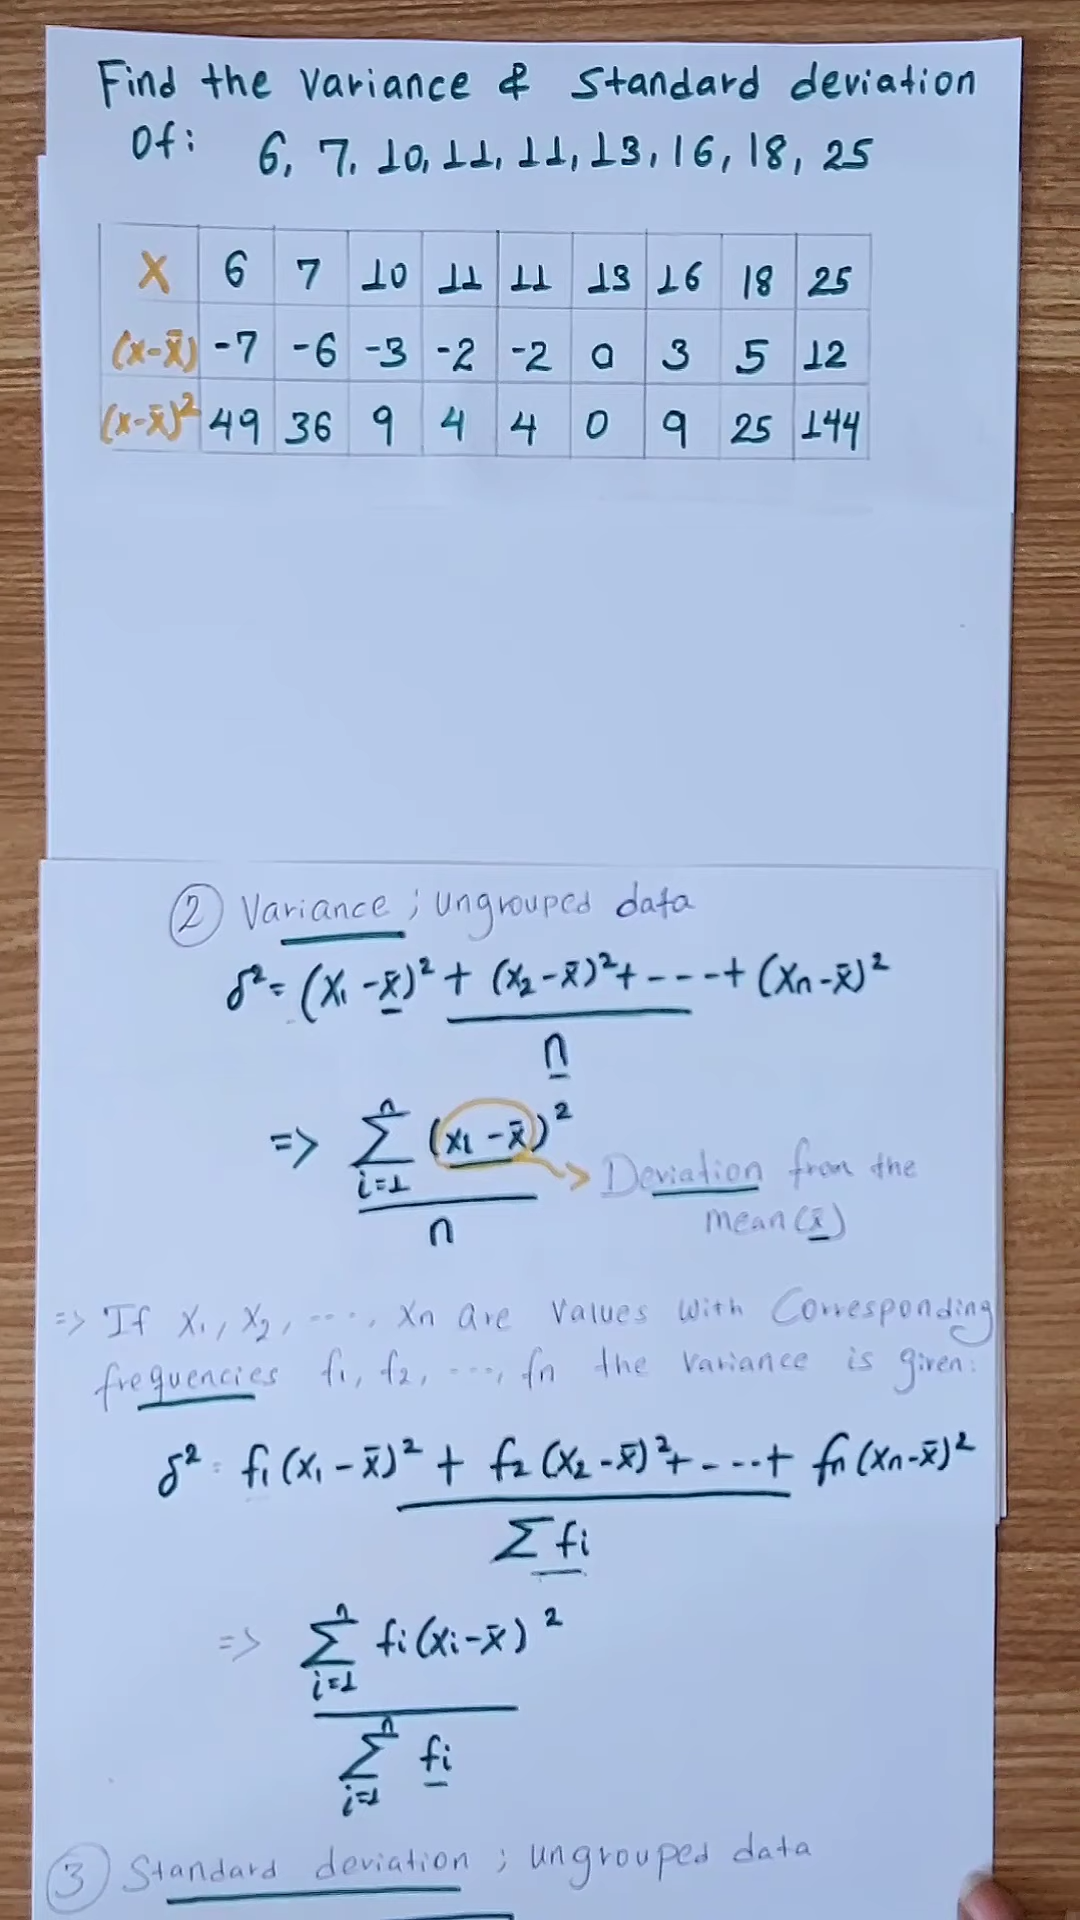 Find the Variance & Standard deviation
Of: 6, 7, 10, 11, 11, 13, 16, 18, 25
X 6 7 10 11 11 13 16 18 25
(x-x̄) -7 -6 -3 -2 -2 0 3 5 12
(x-x̄)² 49 36 9 4 4 0 9 25 144
② Variance ; Ungrouped data
δ² = (X₁ - x̄)² + (X₂ - x̄)² + - - - + (Xn - x̄)²
n
=> n
∑ (x₁ - x̄)²
i=1
n
-> Deviation from the
mean (x̄)
=> If X₁, X₂, ...., Xn are Values with Corresponding
frequencies f₁, f₂, ...., fn the Variance is given:
δ² = f₁(X₁ - x̄)² + f₂(X₂ - x̄)² + - - - + fn(Xn - x̄)²
∑ fi
=> n
∑ fi(Xi - x̄)²
i=1
n
∑ fi
i=1
③ Standard deviation ; Ungrouped data